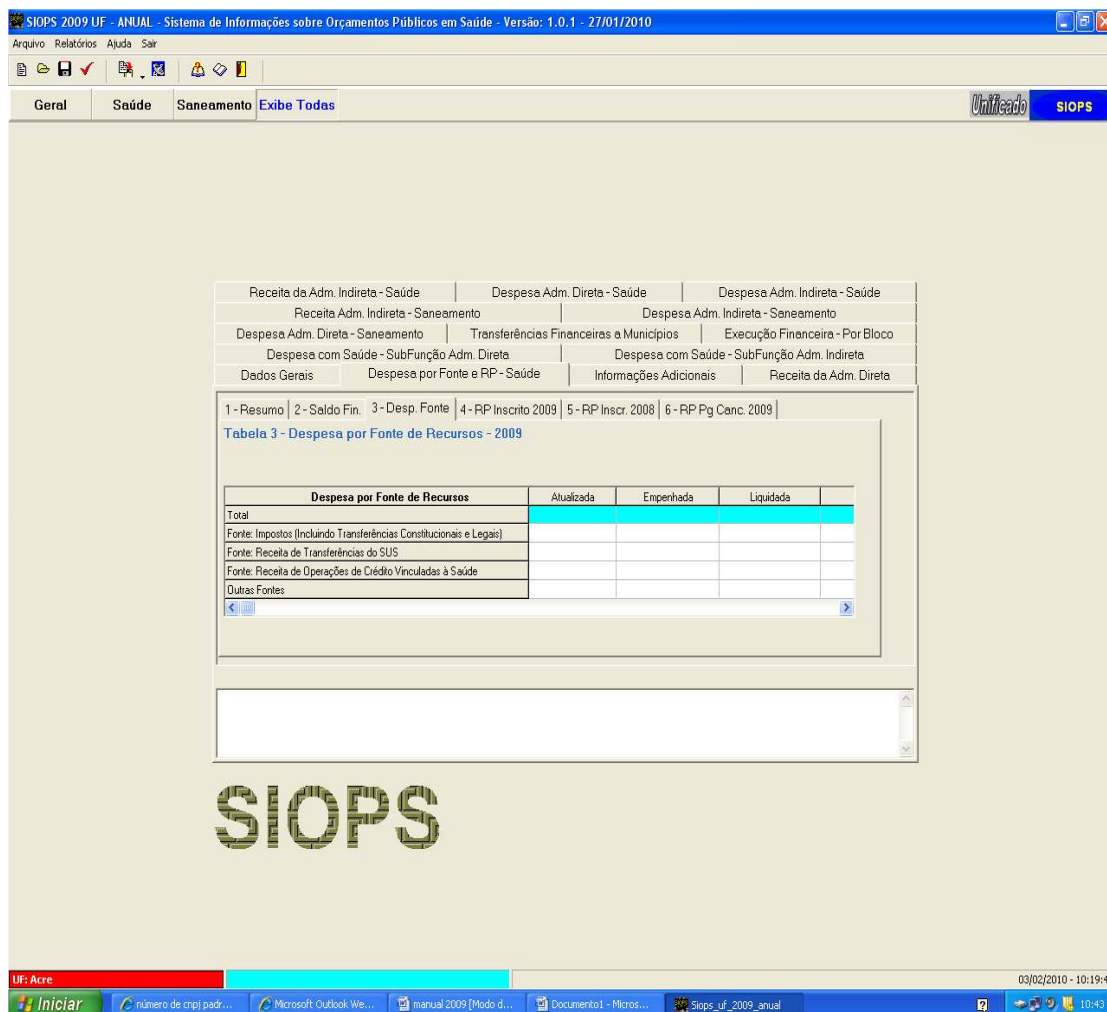 SIOPS 2009 UF - ANUAL - Sistema de Informações sobre Orçamentos Públicos em Saúde - Versão: 1.0.1 - 27/01/2010
Arquivo Relatórios Ajuda Sair
Geral Saúde Saneamento Exibe Todas Unificado SIOPS
Receita da Adm. Indireta - Saúde Despesa Adm. Direta - Saúde Despesa Adm. Indireta - Saúde
Receita Adm. Indireta - Saneamento Despesa Adm. Indireta - Saneamento
Despesa Adm. Direta - Saneamento Transferências Financeiras a Municípios Execução Financeira - Por Bloco
Despesa com Saúde - SubFunção Adm. Direta Despesa com Saúde - SubFunção Adm. Indireta
Dados Gerais Despesa por Fonte e RP - Saúde Informações Adicionais Receita da Adm. Direta
1 - Resumo 2 - Saldo Fin. 3 - Desp. Fonte 4 - RP Inscrito 2009 5 - RP Inscr. 2008 6 - RP Pg Canc. 2009
Tabela 3 - Despesa por Fonte de Recursos - 2009
Despesa por Fonte de Recursos Atualizada Empenhada Liquidada
Total
Fonte: Impostos (Incluindo Transferências Constitucionais e Legais)
Fonte: Receita de Transferências do SUS
Fonte: Receita de Operações de Crédito Vinculadas à Saúde
Outras Fontes
SIOPS
UF: Acre 03/02/2010 - 10:19:4
Iniciar número de cnpj padr... Microsoft Outlook We... manual 2009 [Modo d... Documento1 - Micros... Siops_uf_2009_anual 10:43